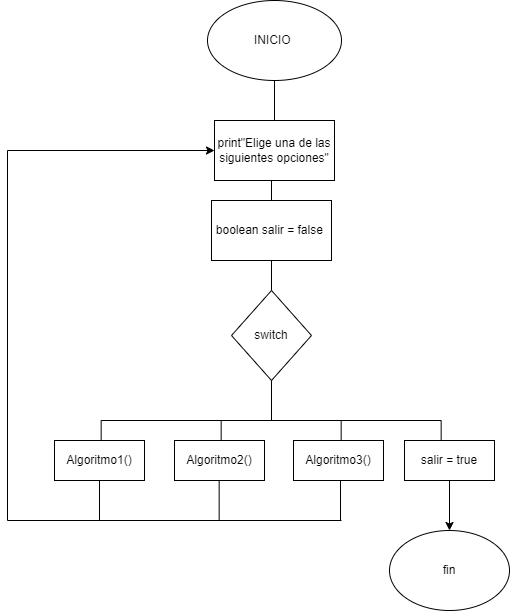 INICIO
print"Elige una de las
siguientes opciones"
boolean salir = false
switch
Algoritmo1()
Algoritmo2()
Algoritmo3()
salir = true
fin